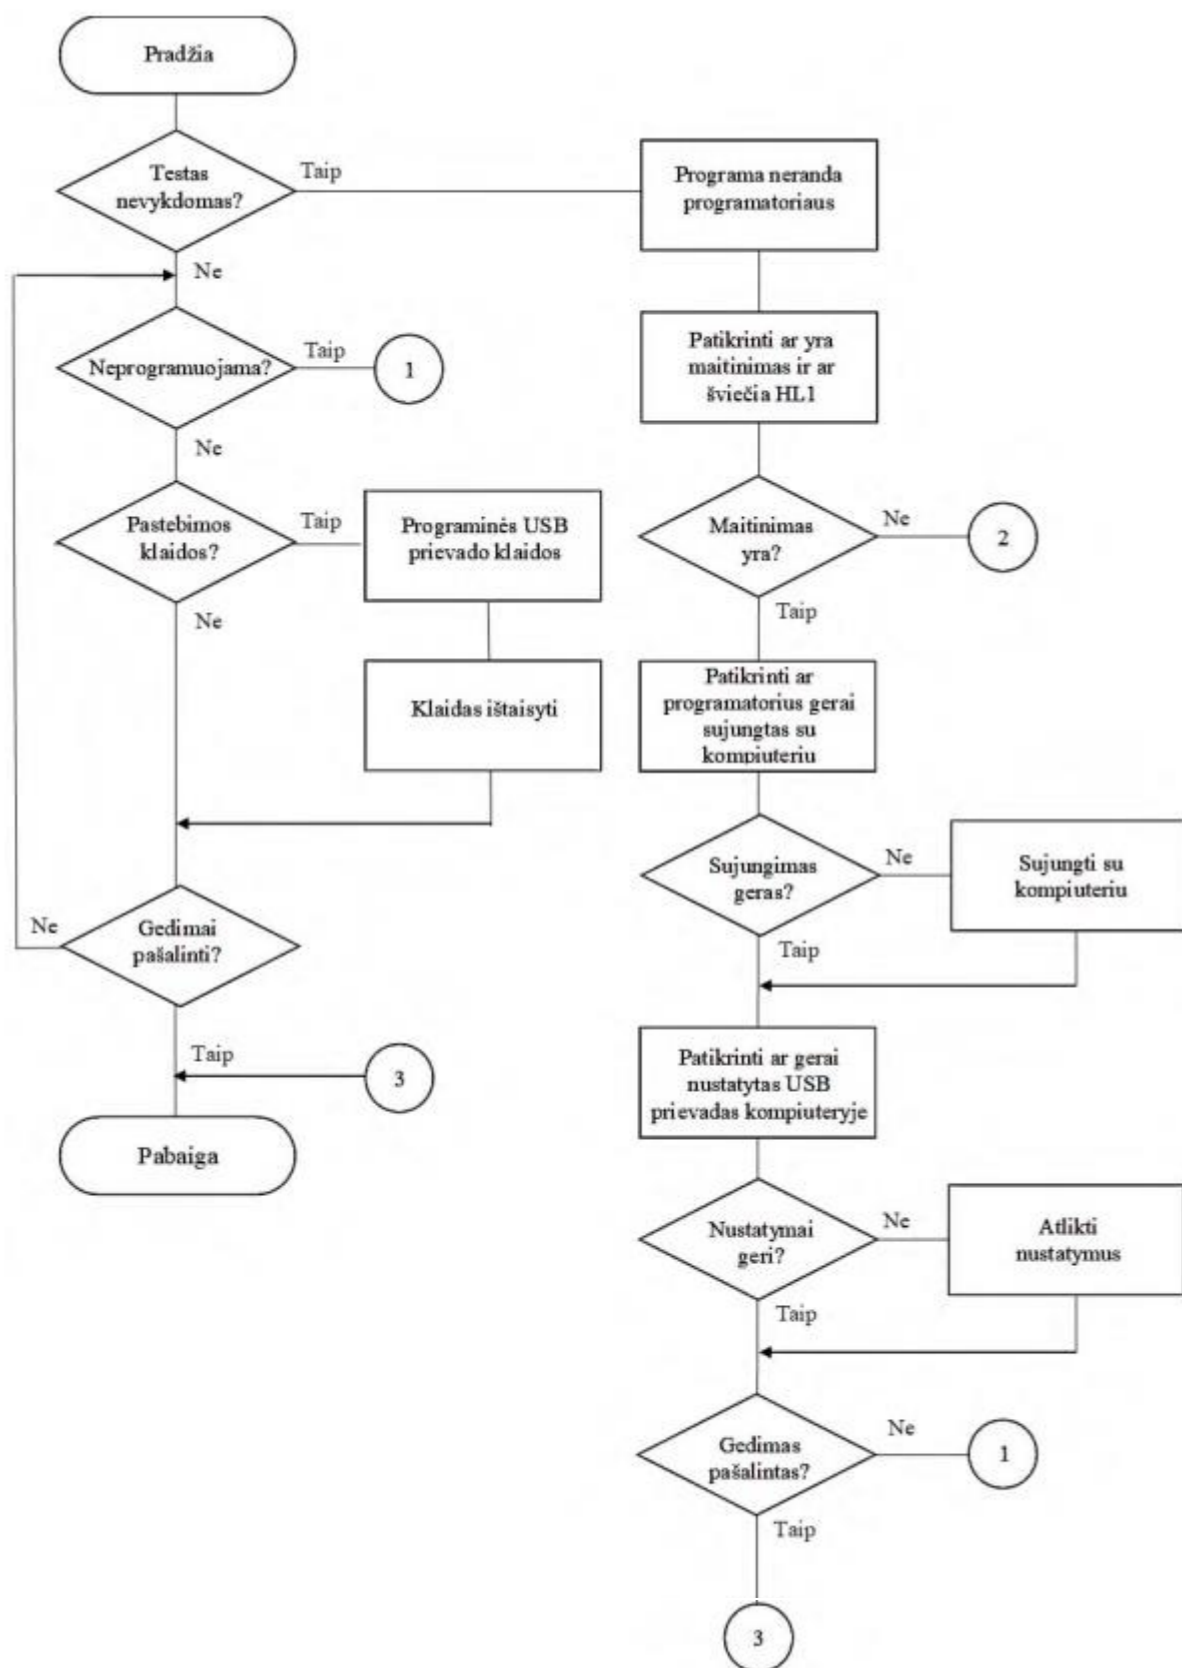 Pradžia
Testas
nevykdomas?
Taip
Ne
Neprogramuojama?
Taip
1
Ne
Pastebimos
klaidos?
Taip
Programinės USB
prievado klaidos
Ne
Klaidas ištaisyti
Gedimai
pašalinti?
Ne
Taip
3
Pabaiga
Programa neranda
programatoriaus
Patikrinti ar yra
maitinimas ir ar
šviečia HL1
Maitinimas
yra?
Ne
2
Taip
Patikrinti ar
programatorius gerai
sujungtas su
kompiuteriu
Sujungimas
geras?
Ne
Sujungti su
kompiuteriu
Taip
Patikrinti ar gerai
nustatytas USB
prievadas kompiuteryje
Nustatymai
geri?
Ne
Atlikti
nustatymus
Taip
Gedimas
pašalintas?
Ne
1
Taip
3